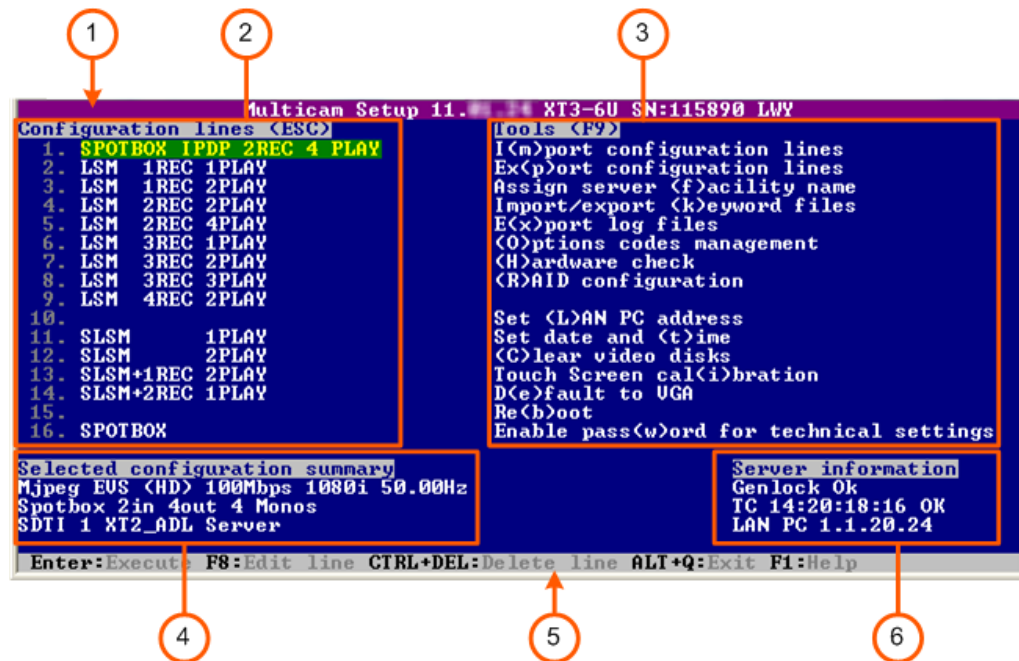 1 2 3
Multicam Setup 11. XT3-6U SN:115890 LWY
Configuration lines (ESC)
1. SPOTBOX IPDP 2REC 4 PLAY
2. LSM 1REC 1PLAY
3. LSM 1REC 2PLAY
4. LSM 2REC 2PLAY
5. LSM 2REC 4PLAY
6. LSM 3REC 1PLAY
7. LSM 3REC 2PLAY
8. LSM 3REC 3PLAY
9. LSM 4REC 2PLAY
10.
11. SLSM 1PLAY
12. SLSM 2PLAY
13. SLSM+1REC 2PLAY
14. SLSM+2REC 1PLAY
15.
16. SPOTBOX
Tools (F9)
I(m)port configuration lines
Ex(p)ort configuration lines
Assign server (f)acility name
Import/export (k)eyword files
E(x)port log files
(O)ptions codes management
(H)ardware check
(R)AID configuration
Set (L)AN PC address
Set date and (t)ime
(C)lear video disks
Touch Screen cal(i)bration
D(e)fault to VGA
Re(b)oot
Enable pass(w)ord for technical settings
Selected configuration summary
Mjpeg EVS (HD) 100Mbps 1080i 50.00Hz
Spotbox 2in 4out 4 Monos
SDTI 1 XT2_ADL Server
Server information
Genlock Ok
TC 14:20:18:16 OK
LAN PC 1.1.20.24
Enter:Execute F8:Edit line CTRL+DEL:Delete line ALT+Q:Exit F1:Help
4 5 6